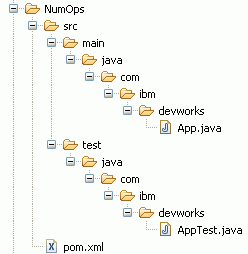 NumOps
src
main
java
com
ibm
devworks
App.java
test
java
com
ibm
devworks
AppTest.java
pom.xml